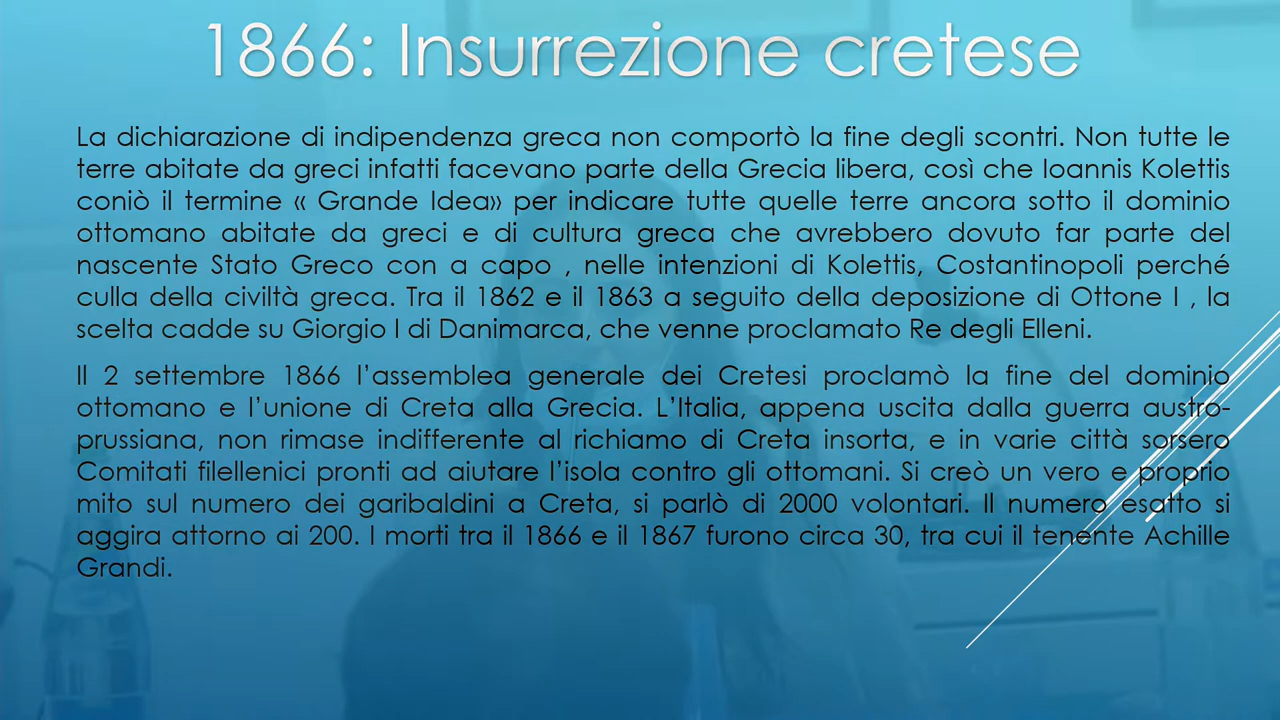 1866: Insurrezione cretese
La dichiarazione di indipendenza greca non comportò la fine degli scontri. Non tutte le
terre abitate da greci infatti facevano parte della Grecia libera, così che Ioannis Kolettis
coniò il termine « Grande Idea» per indicare tutte quelle terre ancora sotto il dominio
ottomano abitate da greci e di cultura greca che avrebbero dovuto far parte del
nascente Stato Greco con a capo , nelle intenzioni di Kolettis, Costantinopoli perché
culla della civiltà greca. Tra il 1862 e il 1863 a seguito della deposizione di Ottone I , la
scelta cadde su Giorgio I di Danimarca, che venne proclamato Re degli Elleni.
Il 2 settembre 1866 l’assemblea generale dei Cretesi proclamò la fine del dominio
ottomano e l’unione di Creta alla Grecia. L’Italia, appena uscita dalla guerra austro-
prussiana, non rimase indifferente al richiamo di Creta insorta, e in varie città sorsero
Comitati filellenici pronti ad aiutare l’isola contro gli ottomani. Si creò un vero e proprio
mito sul numero dei garibaldini a Creta, si parlò di 2000 volontari. Il numero esatto si
aggira attorno ai 200. I morti tra il 1866 e il 1867 furono circa 30, tra cui il tenente Achille
Grandi.